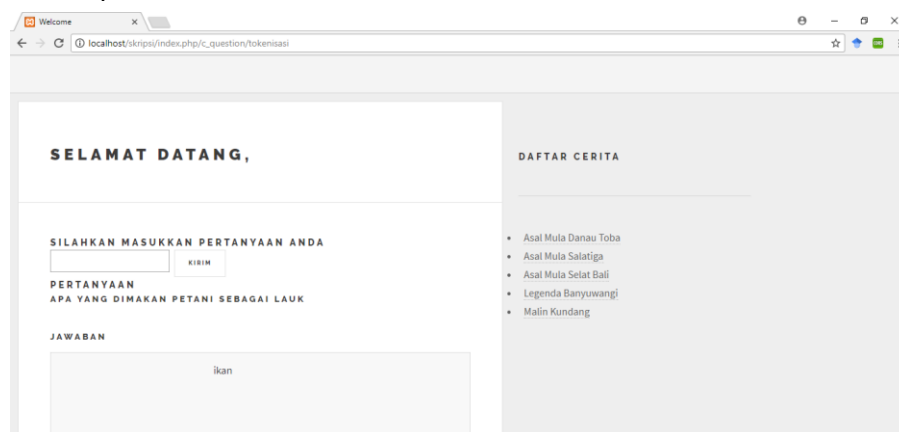 Welcome
localhost/skripsi/index.php/c_question/tokenisasi
SELAMAT DATANG,
SILAHKAN MASUKKAN PERTANYAAN ANDA
KIRIM
PERTANYAAN
APA YANG DIMAKAN PETANI SEBAGAI LAUK
JAWABAN
ikan
DAFTAR CERITA
Asal Mula Danau Toba
Asal Mula Salatiga
Asal Mula Selat Bali
Legenda Banyuwangi
Malin Kundang